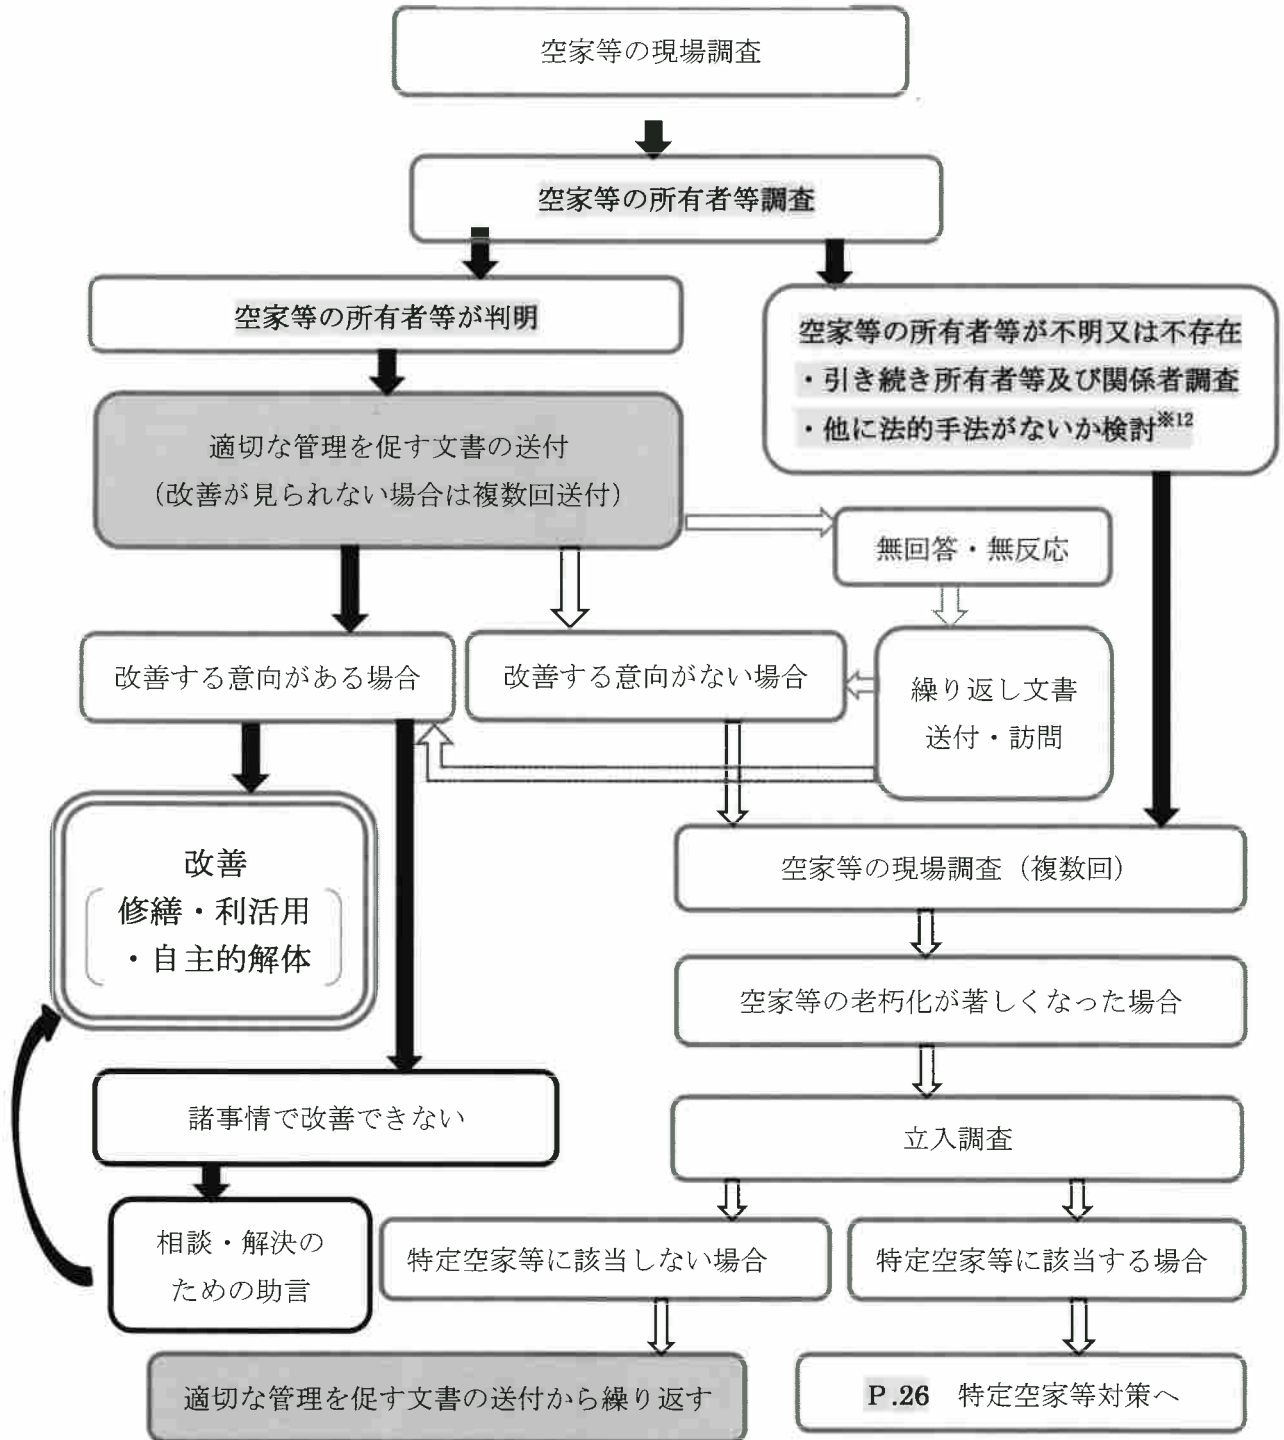 空家等の現場調査
空家等の所有者等調査
空家等の所有者等が判明
空家等の所有者等が不明又は不存在
・引き続き所有者等及び関係者調査
・他に法的手法がないか検討※12
適切な管理を促す文書の送付
（改善が見られない場合は複数回送付）
無回答・無反応
改善する意向がある場合
改善する意向がない場合
繰り返し文書
送付・訪問
改善
修繕・利活用
・自主的解体
空家等の現場調査（複数回）
空家等の老朽化が著しくなった場合
諸事情で改善できない
立入調査
相談・解決の
ための助言
特定空家等に該当しない場合
特定空家等に該当する場合
適切な管理を促す文書の送付から繰り返す
P.26　特定空家等対策へ